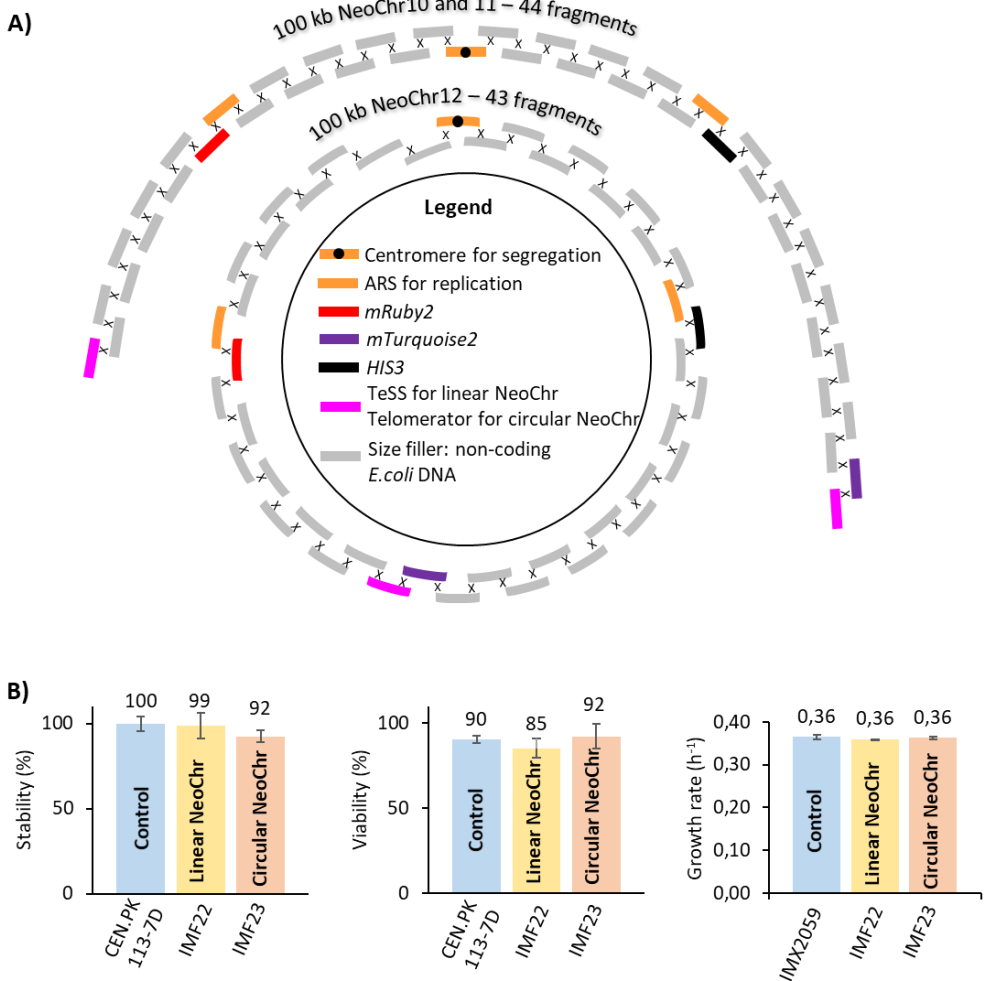 A)
100 kb NeoChr10 and 11 – 44 fragments
100 kb NeoChr12 – 43 fragments
Legend
Centromere for segregation
ARS for replication
mRuby2
mTurquoise2
HIS3
TeSS for linear NeoChr
Telomerator for circular NeoChr
Size filler: non-coding
E.coli DNA
B)
Stability (%)
100
50
0
100
99
92
Control
Linear NeoChr
Circular NeoChr
CEN.PK
113-7D
IMF22
IMF23
Viability (%)
100
50
0
90
85
92
Control
Linear NeoChr
Circular NeoChr
CEN.PK
113-7D
IMF22
IMF23
Growth rate (h⁻¹)
0,40
0,30
0,20
0,10
0,00
0,36
0,36
0,36
Control
Linear NeoChr
Circular NeoChr
IMX2059
IMF22
IMF23